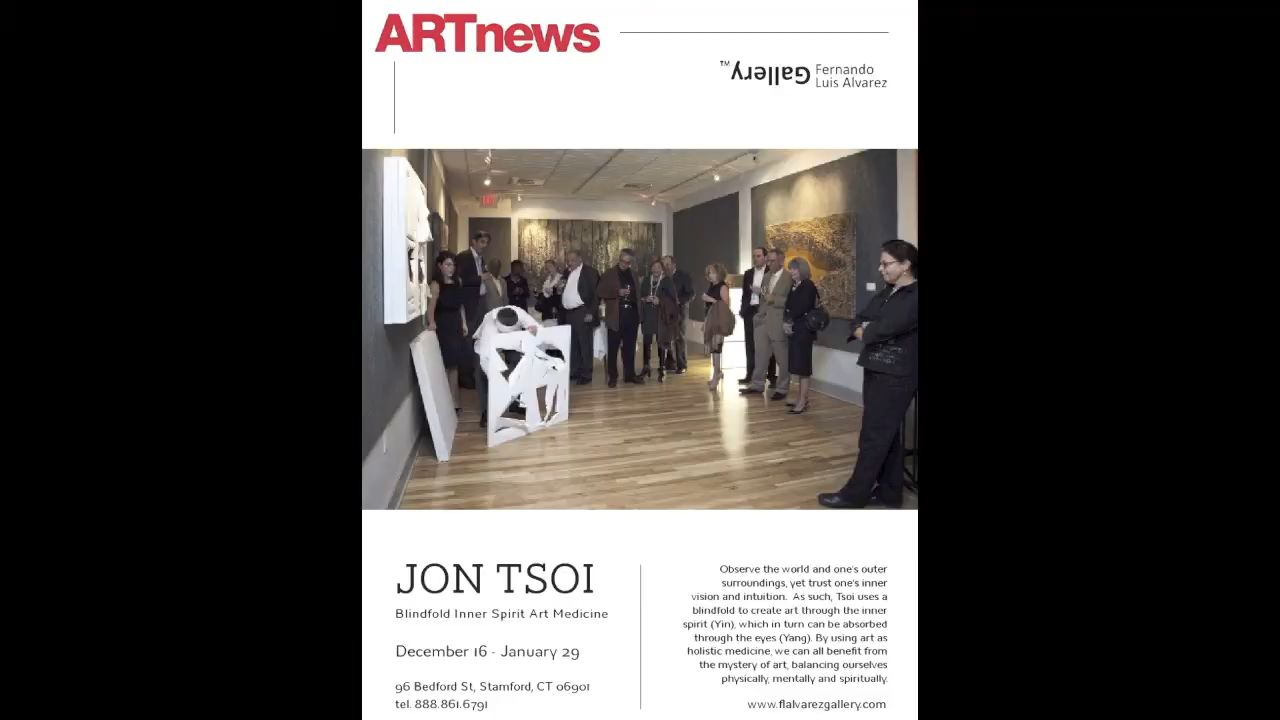 ARTnews
Gallery™ Fernando
Luis Alvarez
JON TSOI
Blindfold Inner Spirit Art Medicine
December 16 - January 29
96 Bedford St, Stamford, CT 06901
tel. 888.861.6791
Observe the world and one's outer
surroundings, yet trust one's inner
vision and intuition. As such, Tsoi uses a
blindfold to create art through the inner
spirit (Yin), which in turn can be absorbed
through the eyes (Yang). By using art as
holistic medicine, we can all benefit from
the mystery of art, balancing ourselves
physically, mentally and spiritually.
www.flalvarezgallery.com